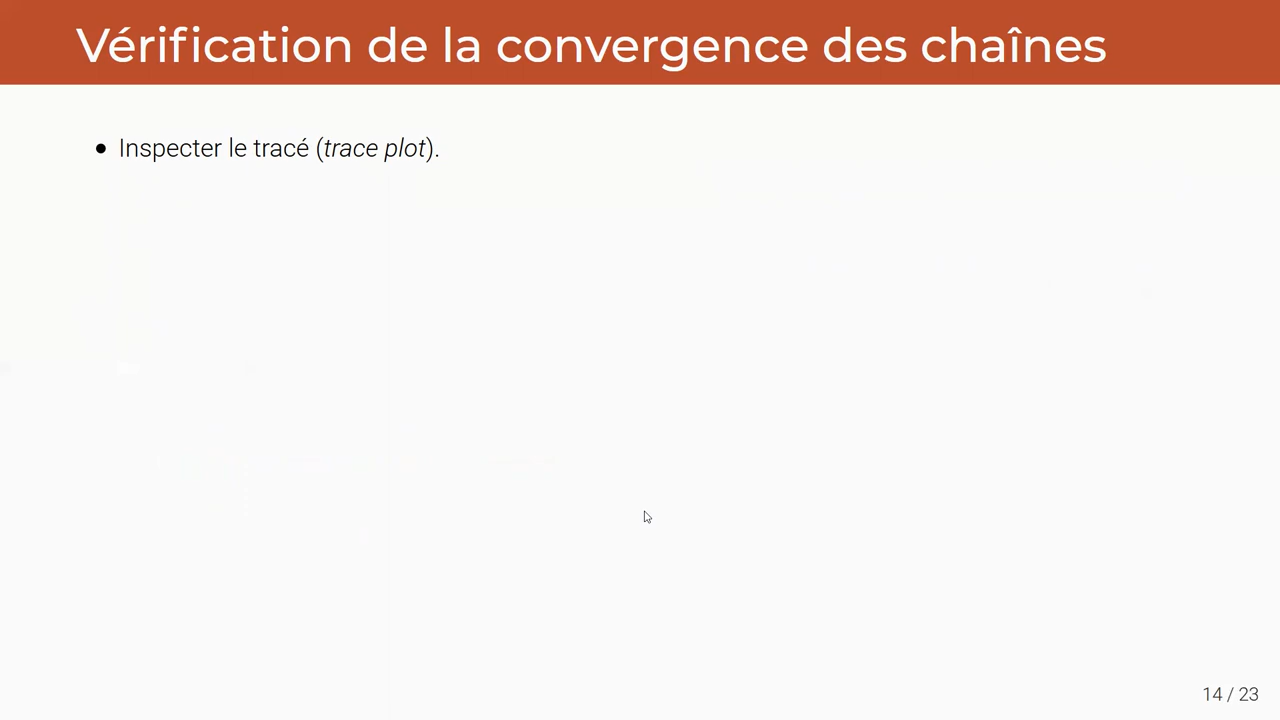 Vérification de la convergence des chaînes
• Inspecter le tracé (trace plot).
14 / 23